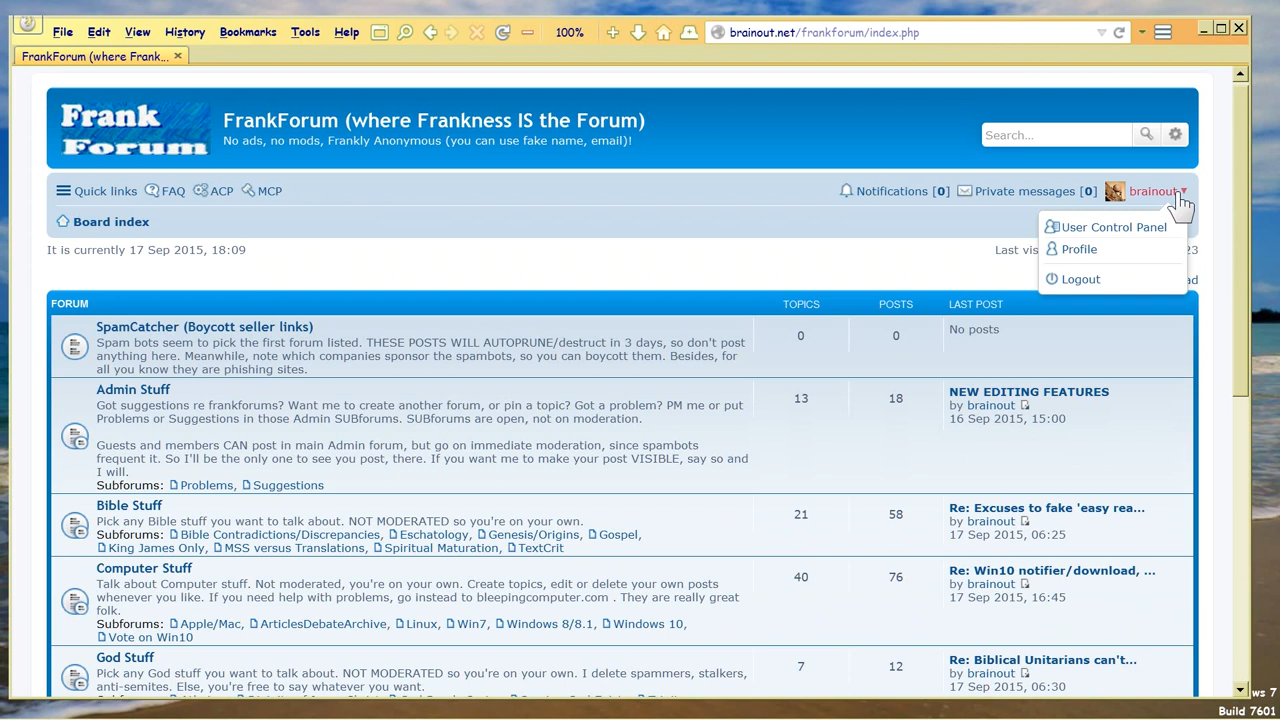 File Edit View History Bookmarks Tools Help 100% brainout.net/frankforum/index.php
FrankForum (where Frank...
Frank Forum
FrankForum (where Frankness IS the Forum)
No ads, no mods, Frankly Anonymous (you can use fake name, email)!
Search...
Quick links FAQ ACP MCP Notifications [0] Private messages [0] brainout
Board index
User Control Panel
Profile
Logout
It is currently 17 Sep 2015, 18:09
Last vis 23
ad
FORUM TOPICS POSTS LAST POST
SpamCatcher (Boycott seller links)
Spam bots seem to pick the first forum listed. THESE POSTS WILL AUTOPRUNE/destruct in 3 days, so don't post
anything here. Meanwhile, note which companies sponsor the spambots, so you can boycott them. Besides, for
all you know they are phishing sites.
0 0 No posts
Admin Stuff
Got suggestions re frankforums? Want me to create another forum, or pin a topic? Got a problem? PM me or put
Problems or Suggestions in those Admin SUBforums. SUBforums are open, not on moderation.
Guests and members CAN post in main Admin forum, but go on immediate moderation, since spambots
frequent it. So I'll be the only one to see you post, there. If you want me to make your post VISIBLE, say so and
I will.
Subforums: Problems, Suggestions
13 18 NEW EDITING FEATURES
by brainout
16 Sep 2015, 15:00
Bible Stuff
Pick any Bible stuff you want to talk about. NOT MODERATED so you're on your own.
Subforums: Bible Contradictions/Discrepancies, Eschatology, Genesis/Origins, Gospel,
King James Only, MSS versus Translations, Spiritual Maturation, TextCrit
21 58 Re: Excuses to fake 'easy rea...
by brainout
17 Sep 2015, 06:25
Computer Stuff
Talk about Computer stuff. Not moderated, you're on your own. Create topics, edit or delete your own posts
whenever you like. If you need help with problems, go instead to bleepingcomputer.com . They are really great
folk.
Subforums: Apple/Mac, ArticlesDebateArchive, Linux, Win7, Windows 8/8.1, Windows 10,
Vote on Win10
40 76 Re: Win10 notifier/download, ...
by brainout
17 Sep 2015, 16:45
God Stuff
Pick any God stuff you want to talk about. NOT MODERATED so you're on your own. I delete spammers, stalkers,
anti-semites. Else, you're free to say whatever you want.
7 12 Re: Biblical Unitarians can't...
by brainout
17 Sep 2015, 06:30
ws 7
Build 7601